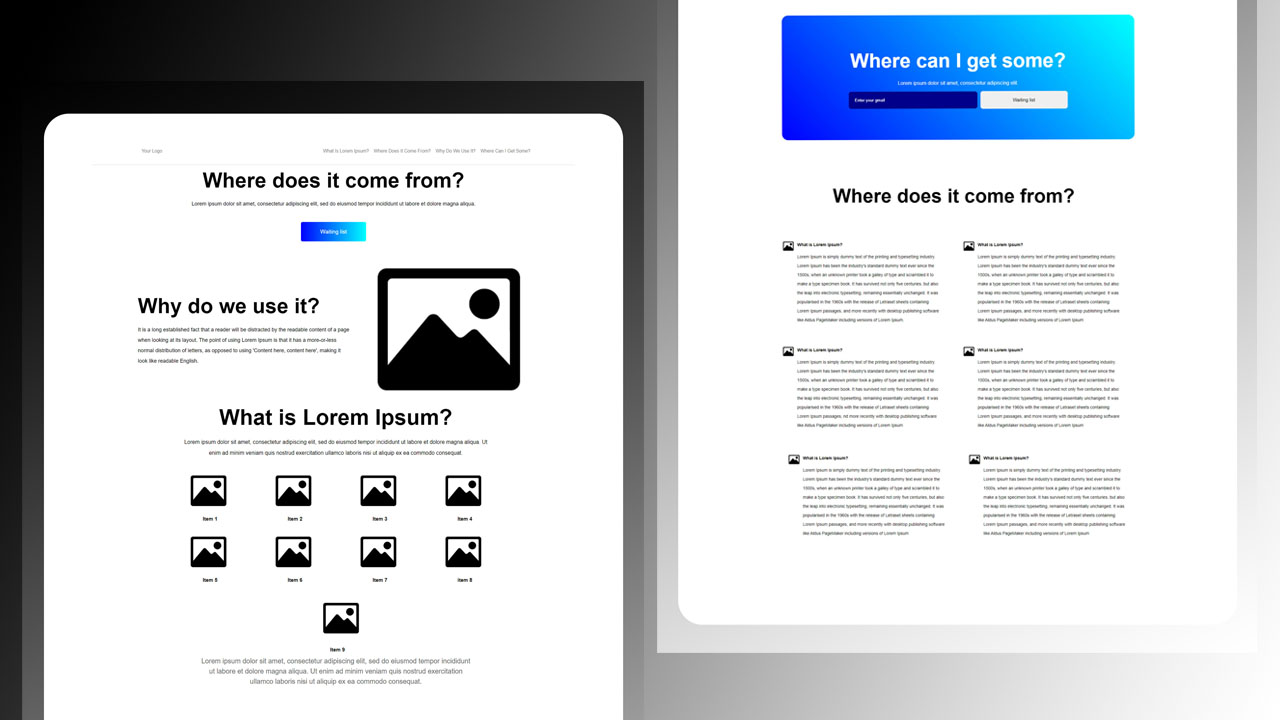 Your Logo
What Is Lorem Ipsum? Where Does It Come From? Why Do We Use It? Where Can I Get Some?
Where does it come from?
Lorem ipsum dolor sit amet, consectetur adipiscing elit, sed do eiusmod tempor incididunt ut labore et dolore magna aliqua.
Waiting list
Why do we use it?
It is a long established fact that a reader will be distracted by the readable content of a page
when looking at its layout. The point of using Lorem Ipsum is that it has a more-or-less
normal distribution of letters, as opposed to using 'Content here, content here', making it
look like readable English.
What is Lorem Ipsum?
Lorem ipsum dolor sit amet, consectetur adipiscing elit, sed do eiusmod tempor incididunt ut labore et dolore magna aliqua. Ut
enim ad minim veniam quis nostrud exercitation ullamco laboris nisi ut aliquip ex ea commodo consequat.
Item 1
Item 2
Item 3
Item 4
Item 5
Item 6
Item 7
Item 8
Item 9
Lorem ipsum dolor sit amet, consectetur adipiscing elit, sed do eiusmod tempor incididunt
ut labore et dolore magna aliqua. Ut enim ad minim veniam quis nostrud exercitation
ullamco laboris nisi ut aliquip ex ea commodo consequat.
Where can I get some?
Lorem ipsum dolor sit amet, consectetur adipiscing elit
Enter your gmail
Waiting list
Where does it come from?
What is Lorem Ipsum?
Lorem Ipsum is simply dummy text of the printing and typesetting industry.
Lorem Ipsum has been the industry's standard dummy text ever since the
1500s, when an unknown printer took a galley of type and scrambled it to
make a type specimen book. It has survived not only five centuries, but also
the leap into electronic typesetting, remaining essentially unchanged. It was
popularised in the 1960s with the release of Letraset sheets containing
Lorem Ipsum passages, and more recently with desktop publishing software
like Aldus PageMaker including versions of Lorem Ipsum.
What is Lorem Ipsum?
Lorem Ipsum is simply dummy text of the printing and typesetting industry.
Lorem Ipsum has been the industry's standard dummy text ever since the
1500s, when an unknown printer took a galley of type and scrambled it to
make a type specimen book. It has survived not only five centuries, but also
the leap into electronic typesetting, remaining essentially unchanged. It was
popularised in the 1960s with the release of Letraset sheets containing
Lorem Ipsum passages, and more recently with desktop publishing software
like Aldus PageMaker including versions of Lorem Ipsum.
What is Lorem Ipsum?
Lorem Ipsum is simply dummy text of the printing and typesetting industry.
Lorem Ipsum has been the industry's standard dummy text ever since the
1500s, when an unknown printer took a galley of type and scrambled it to
make a type specimen book. It has survived not only five centuries, but also
the leap into electronic typesetting, remaining essentially unchanged. It was
popularised in the 1960s with the release of Letraset sheets containing
Lorem Ipsum passages, and more recently with desktop publishing software
like Aldus PageMaker including versions of Lorem Ipsum.
What is Lorem Ipsum?
Lorem Ipsum is simply dummy text of the printing and typesetting industry.
Lorem Ipsum has been the industry's standard dummy text ever since the
1500s, when an unknown printer took a galley of type and scrambled it to
make a type specimen book. It has survived not only five centuries, but also
the leap into electronic typesetting, remaining essentially unchanged. It was
popularised in the 1960s with the release of Letraset sheets containing
Lorem Ipsum passages, and more recently with desktop publishing software
like Aldus PageMaker including versions of Lorem Ipsum.
What is Lorem Ipsum?
Lorem Ipsum is simply dummy text of the printing and typesetting industry.
Lorem Ipsum has been the industry's standard dummy text ever since the
1500s, when an unknown printer took a galley of type and scrambled it to
make a type specimen book. It has survived not only five centuries, but also
the leap into electronic typesetting, remaining essentially unchanged. It was
popularised in the 1960s with the release of Letraset sheets containing
Lorem Ipsum passages, and more recently with desktop publishing software
like Aldus PageMaker including versions of Lorem Ipsum.
What is Lorem Ipsum?
Lorem Ipsum is simply dummy text of the printing and typesetting industry.
Lorem Ipsum has been the industry's standard dummy text ever since the
1500s, when an unknown printer took a galley of type and scrambled it to
make a type specimen book. It has survived not only five centuries, but also
the leap into electronic typesetting, remaining essentially unchanged. It was
popularised in the 1960s with the release of Letraset sheets containing
Lorem Ipsum passages, and more recently with desktop publishing software
like Aldus PageMaker including versions of Lorem Ipsum.